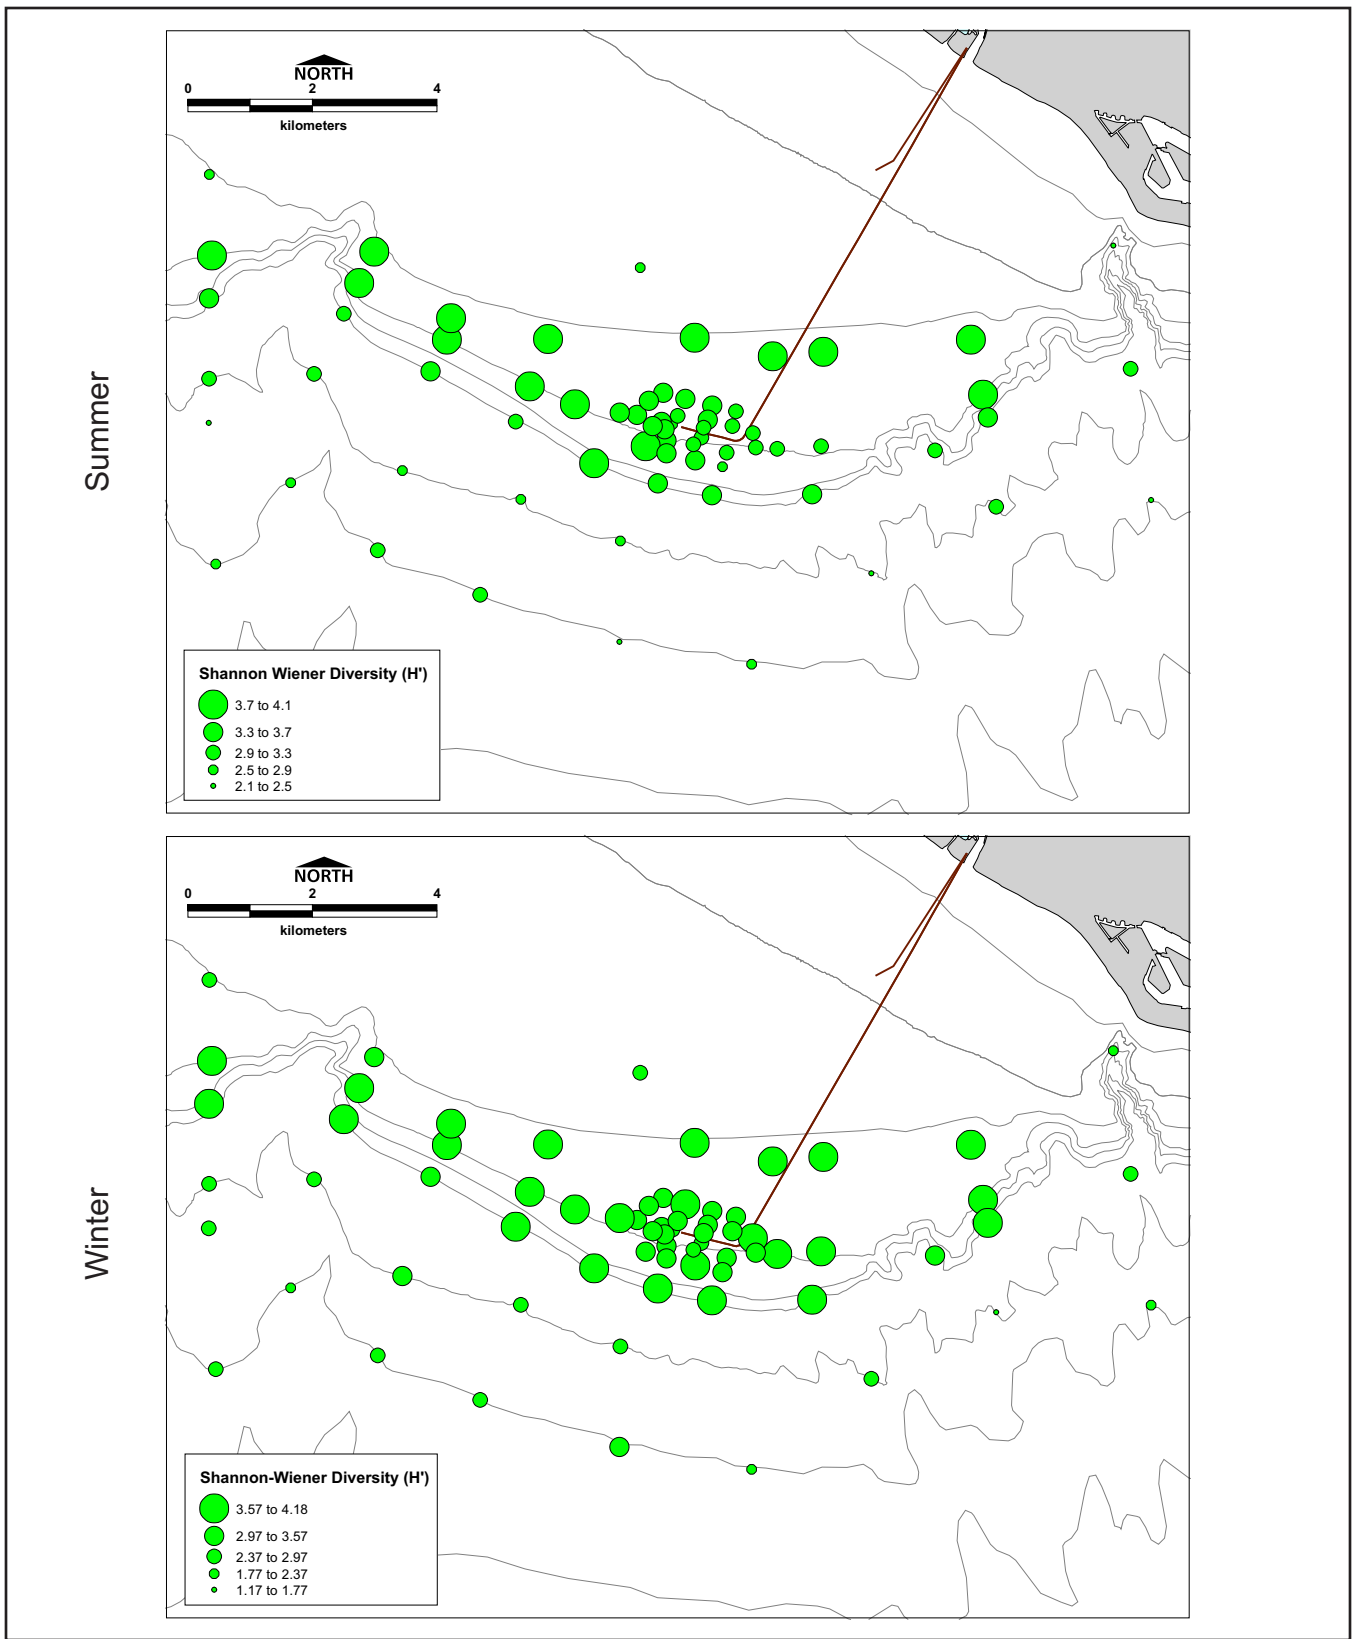 Summer
NORTH
0 2 4
kilometers
Shannon Wiener Diversity (H')
3.7 to 4.1
3.3 to 3.7
2.9 to 3.3
2.5 to 2.9
2.1 to 2.5
Winter
NORTH
0 2 4
kilometers
Shannon-Wiener Diversity (H')
3.57 to 4.18
2.97 to 3.57
2.37 to 2.97
1.77 to 2.37
1.17 to 1.77